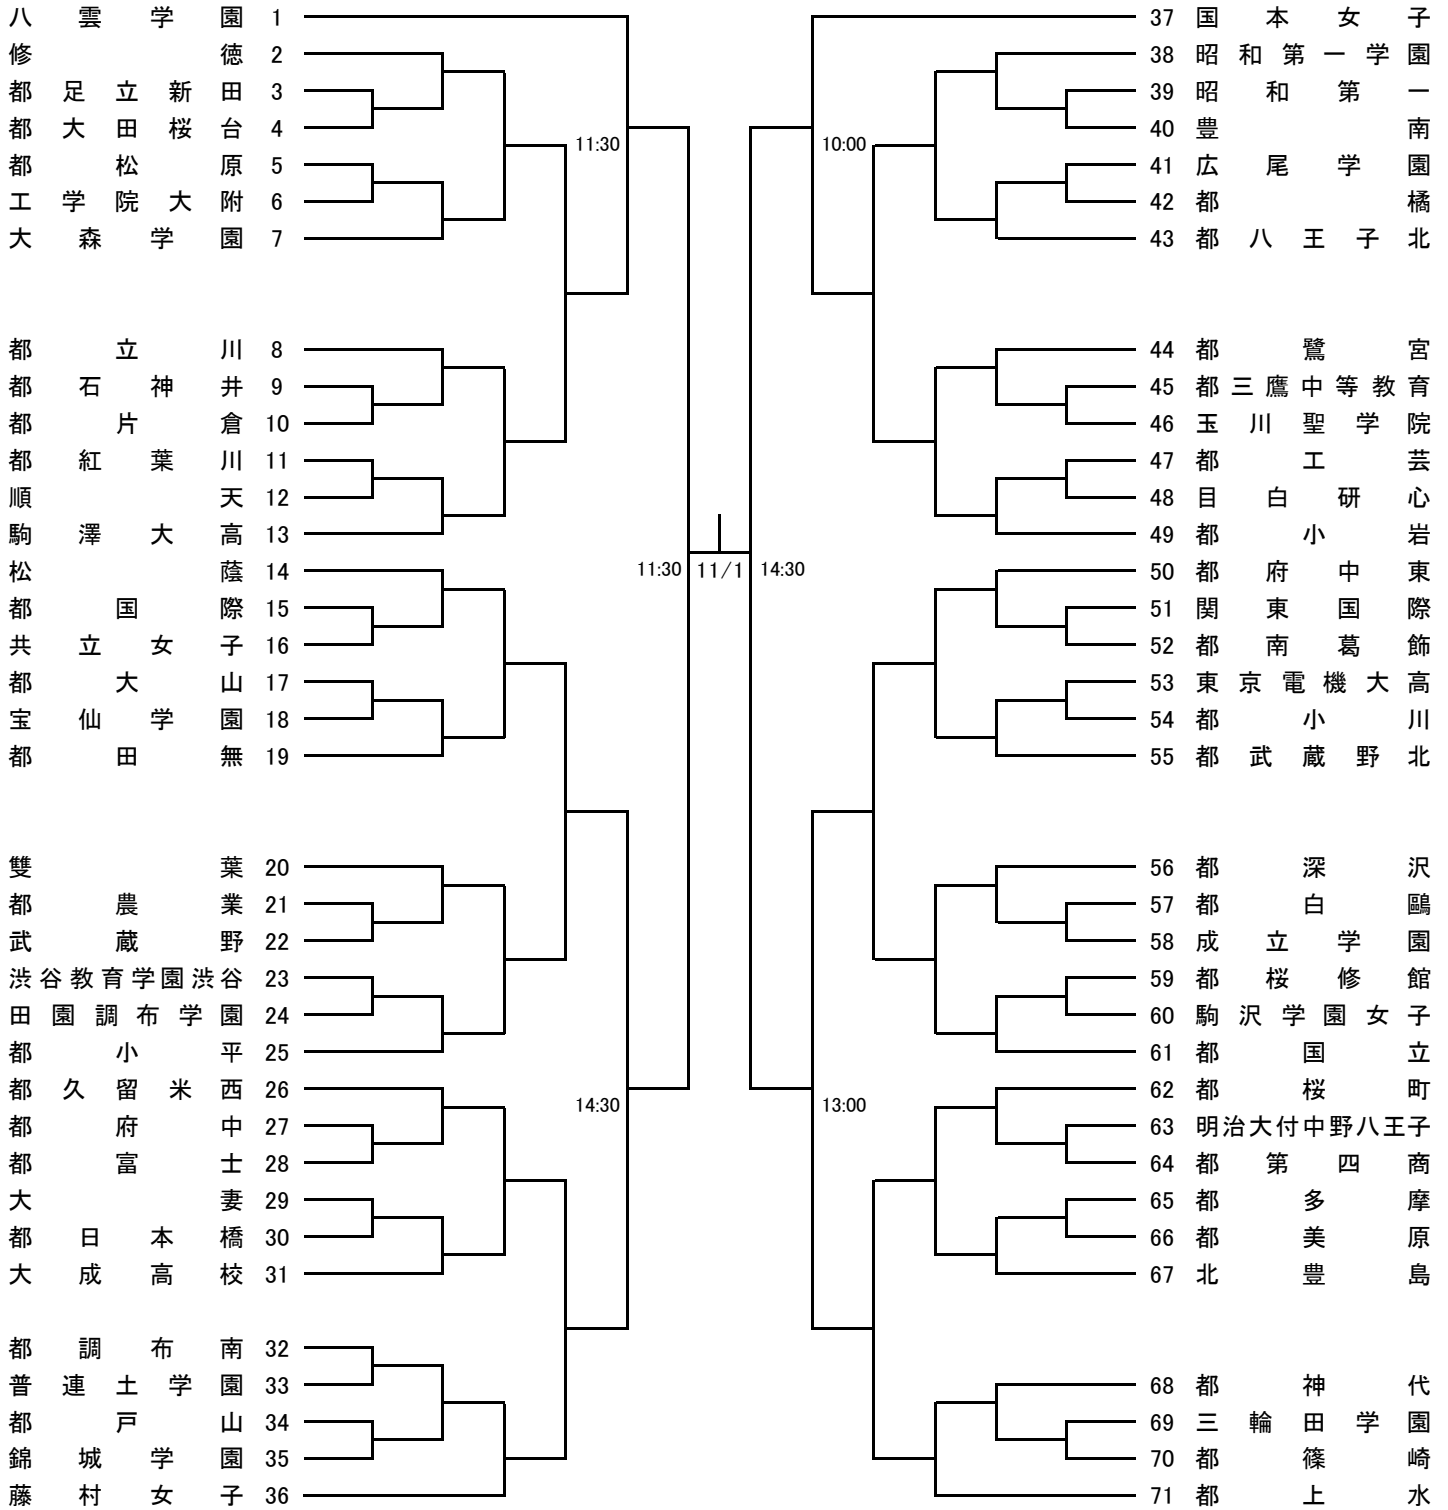 八雲学園 1
修徳 2
都足立新田 3
都大田桜台 4
都松原 5
工学院大附 6
大森学園 7
都立川 8
都石神井 9
都片倉 10
都紅葉川 11
順天 12
駒澤大高 13
松蔭 14
都国際 15
共立女子 16
都大山 17
宝仙学園 18
都田無 19
雙葉 20
都農業 21
武蔵野 22
渋谷教育学園渋谷 23
田園調布学園 24
都小平 25
都久留米西 26
都府中 27
都富士 28
大妻 29
都日本橋 30
大成高校 31
都調布南 32
普連土学園 33
都戸山 34
錦城学園 35
藤村女子 36
11:30
14:30
11:30 11/1 14:30
10:00
13:00
37 国本女子
38 昭和第一学園
39 昭和第一
40 豊南
41 広尾学園
42 都橘
43 都八王子北
44 都鷺宮
45 都三鷹中等教育
46 玉川聖学院
47 都工芸
48 目白研心
49 都小岩
50 都府中東
51 関東国際
52 都南葛飾
53 東京電機大高
54 都小川
55 都武蔵野北
56 都深沢
57 都白鷗
58 成立学園
59 都桜修館
60 駒沢学園女子
61 都国立
62 都桜町
63 明治大付中野八王子
64 都第四商
65 都多摩
66 都美原
67 北豊島
68 都神代
69 三輪田学園
70 都篠崎
71 都上水